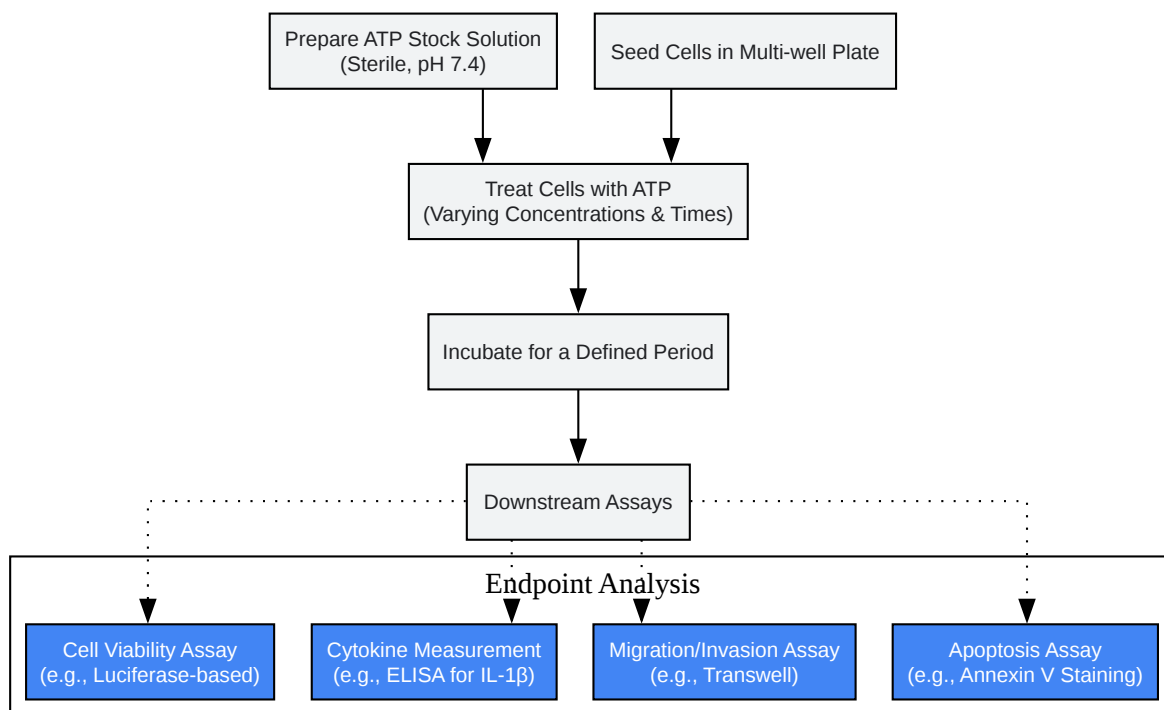 Prepare ATP Stock Solution
(Sterile, pH 7.4)
Seed Cells in Multi-well Plate
Treat Cells with ATP
(Varying Concentrations & Times)
Incubate for a Defined Period
Downstream Assays
Endpoint Analysis
Cell Viability Assay
(e.g., Luciferase-based)
Cytokine Measurement
(e.g., ELISA for IL-1β)
Migration/Invasion Assay
(e.g., Transwell)
Apoptosis Assay
(e.g., Annexin V Staining)